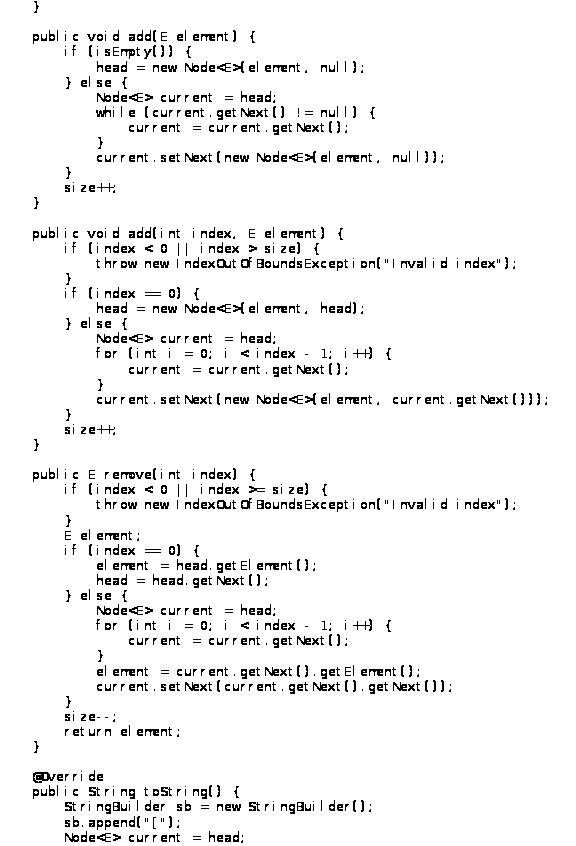 }

public void add(E element) {
    if (isEmpty()) {
        head = new Node<E>(element, null);
    } else {
        Node<E> current = head;
        while (current.getNext() != null) {
            current = current.getNext();
        }
        current.setNext(new Node<E>(element, null));
    }
    size++;
}

public void add(int index, E element) {
    if (index < 0 || index > size) {
        throw new IndexOutOfBoundsException("Invalid index");
    }
    if (index == 0) {
        head = new Node<E>(element, head);
    } else {
        Node<E> current = head;
        for (int i = 0; i < index - 1; i++) {
            current = current.getNext();
        }
        current.setNext(new Node<E>(element, current.getNext()));
    }
    size++;
}

public E remove(int index) {
    if (index < 0 || index >= size) {
        throw new IndexOutOfBoundsException("Invalid index");
    }
    E element;
    if (index == 0) {
        element = head.getElement();
        head = head.getNext();
    } else {
        Node<E> current = head;
        for (int i = 0; i < index - 1; i++) {
            current = current.getNext();
        }
        element = current.getNext().getElement();
        current.setNext(current.getNext().getNext());
    }
    size--;
    return element;
}

@Override
public String toString() {
    StringBuilder sb = new StringBuilder();
    sb.append("[");
    Node<E> current = head;